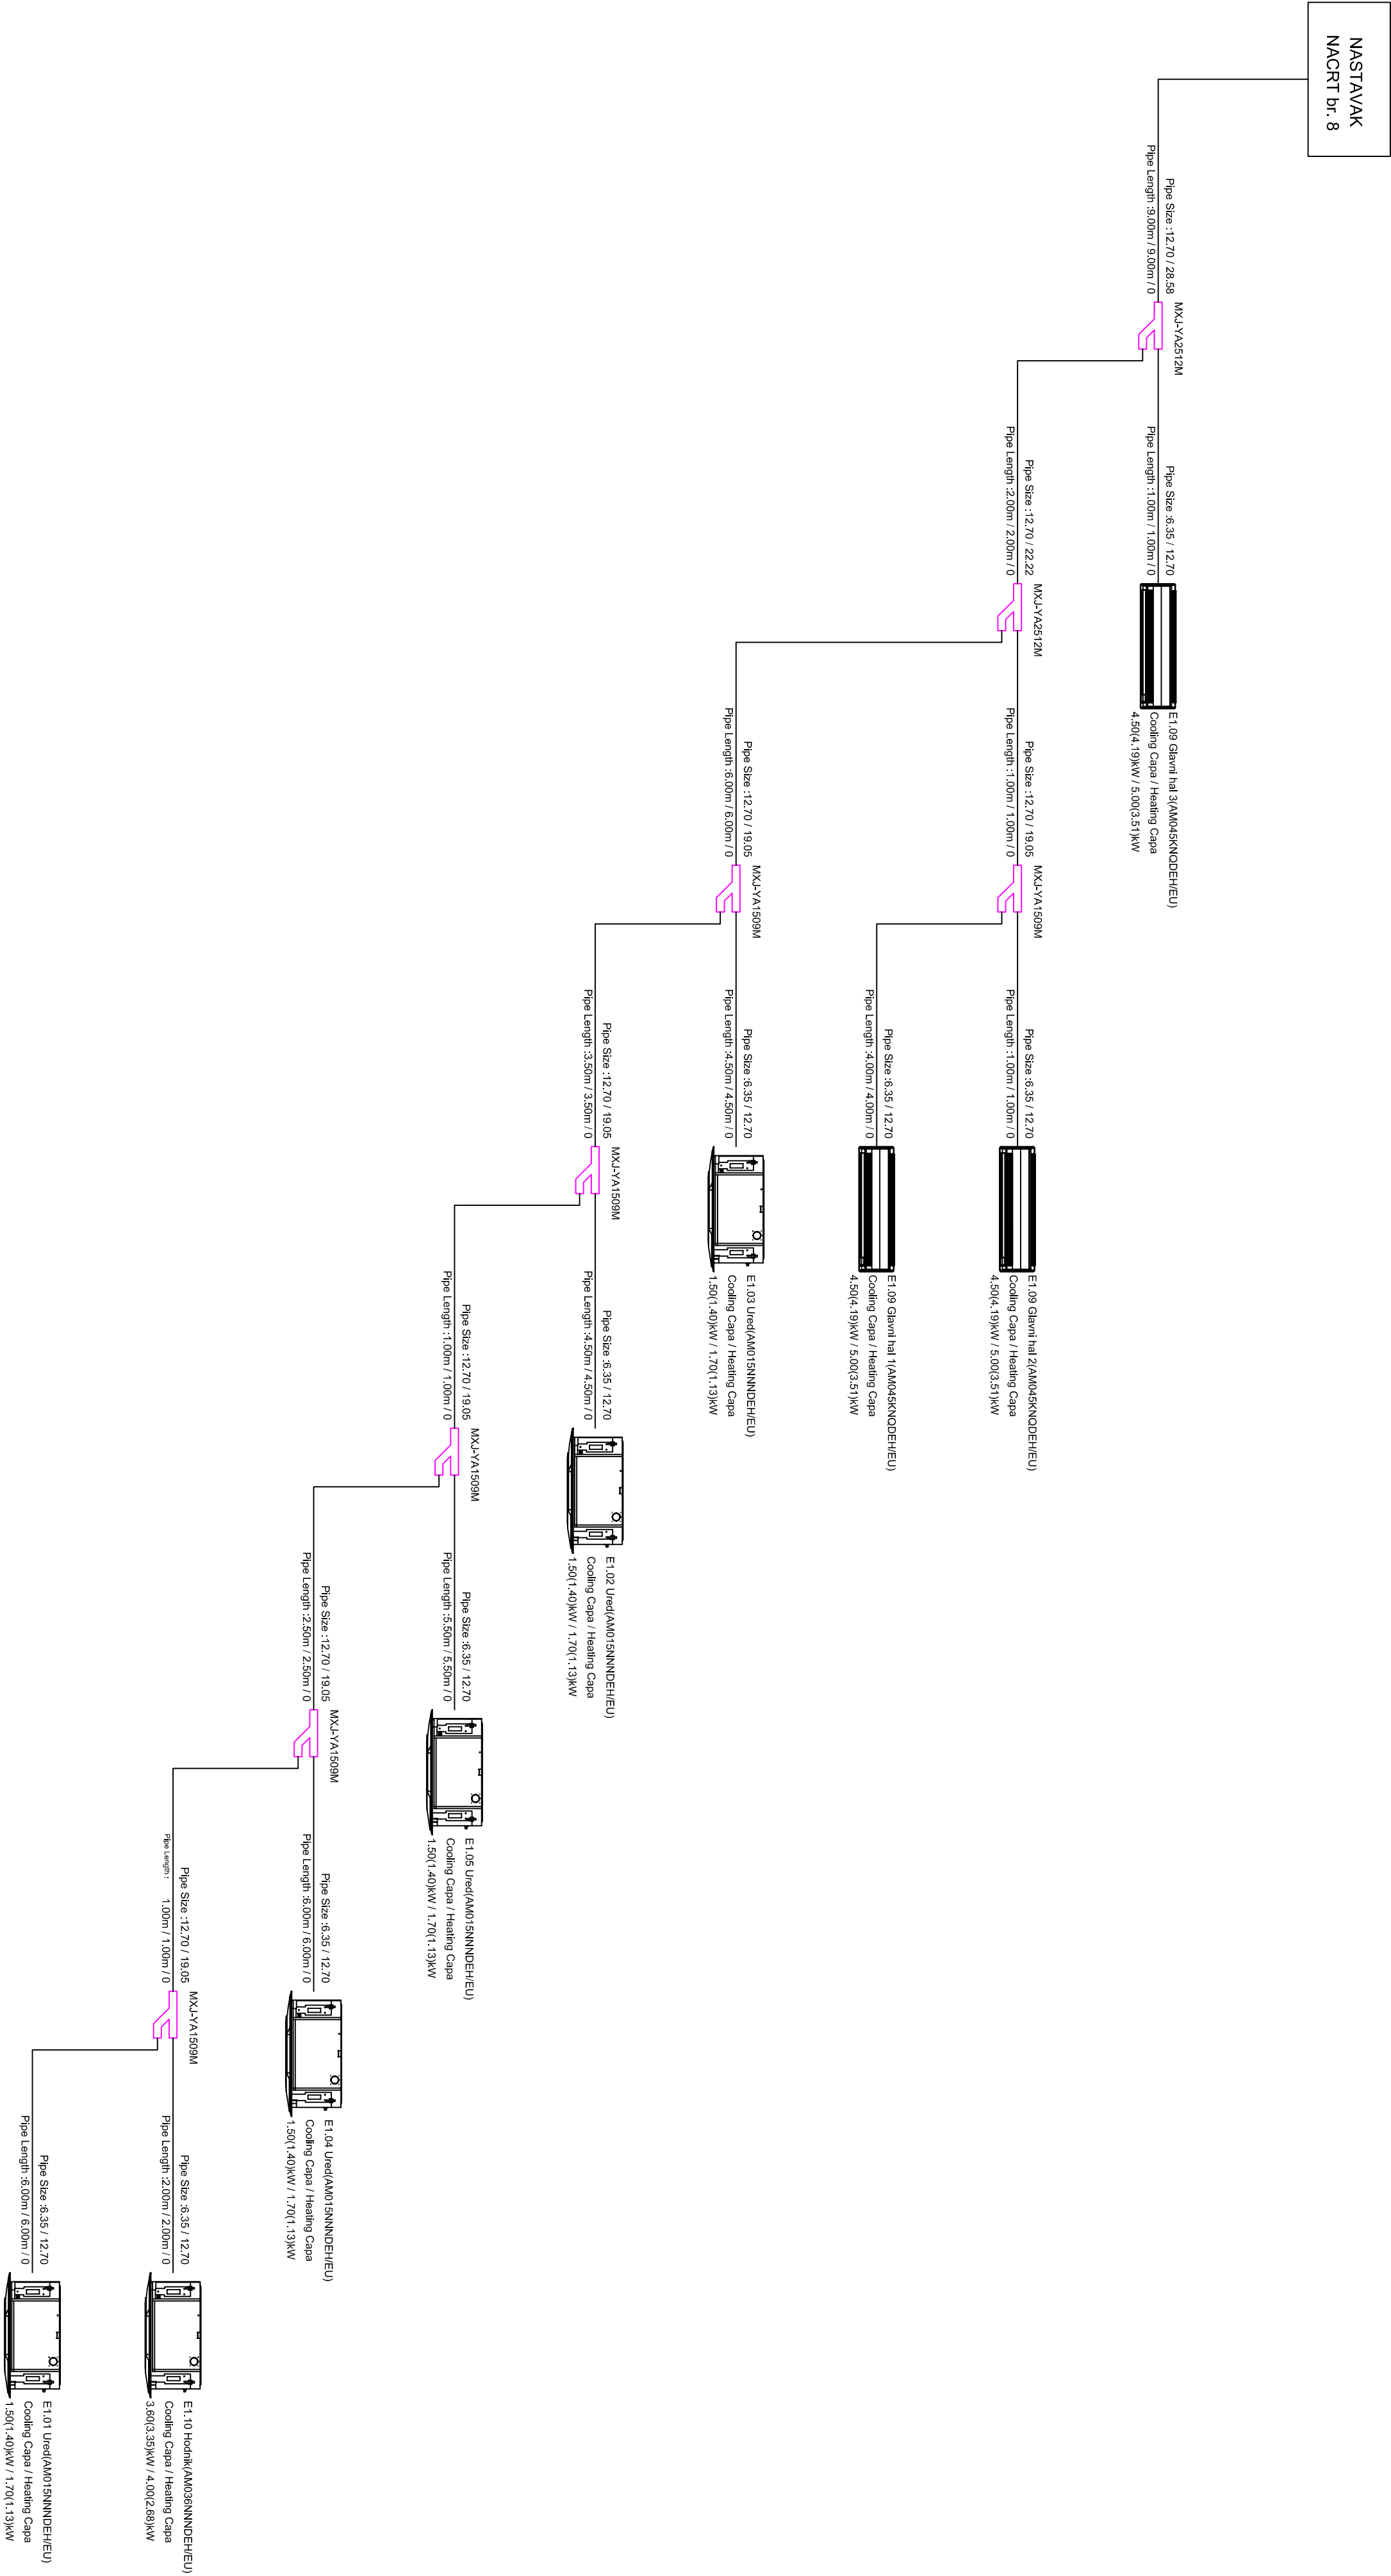 NASTAVAK
NACRT br. 8
Pipe Size :12.70 / 28.58
Pipe Length :9.00m / 9.00m / 0
MXJ-YA2512M
Pipe Size :6.35 / 12.70
Pipe Length :1.00m / 1.00m / 0
E1.09 Glavni hal 3(AM045KNQDEH/EU)
Cooling Capa / Heating Capa
4.50(4.19)kW / 5.00(3.51)kW
Pipe Size :12.70 / 22.22
Pipe Length :2.00m / 2.00m / 0
MXJ-YA2512M
Pipe Size :12.70 / 19.05
Pipe Length :1.00m / 1.00m / 0
MXJ-YA1509M
Pipe Size :6.35 / 12.70
Pipe Length :1.00m / 1.00m / 0
E1.09 Glavni hal 2(AM045KNQDEH/EU)
Cooling Capa / Heating Capa
4.50(4.19)kW / 5.00(3.51)kW
Pipe Size :6.35 / 12.70
Pipe Length :4.00m / 4.00m / 0
E1.09 Glavni hal 1(AM045KNQDEH/EU)
Cooling Capa / Heating Capa
4.50(4.19)kW / 5.00(3.51)kW
Pipe Size :12.70 / 19.05
Pipe Length :6.00m / 6.00m / 0
MXJ-YA1509M
Pipe Size :6.35 / 12.70
Pipe Length :4.50m / 4.50m / 0
E1.03 Ured(AM015NNNDEH/EU)
Cooling Capa / Heating Capa
1.50(1.40)kW / 1.70(1.13)kW
Pipe Size :12.70 / 19.05
Pipe Length :3.50m / 3.50m / 0
MXJ-YA1509M
Pipe Size :6.35 / 12.70
Pipe Length :4.50m / 4.50m / 0
E1.02 Ured(AM015NNNDEH/EU)
Cooling Capa / Heating Capa
1.50(1.40)kW / 1.70(1.13)kW
Pipe Size :12.70 / 19.05
Pipe Length :1.00m / 1.00m / 0
MXJ-YA1509M
Pipe Size :6.35 / 12.70
Pipe Length :5.50m / 5.50m / 0
E1.05 Ured(AM015NNNDEH/EU)
Cooling Capa / Heating Capa
1.50(1.40)kW / 1.70(1.13)kW
Pipe Size :12.70 / 19.05
Pipe Length :2.50m / 2.50m / 0
MXJ-YA1509M
Pipe Size :6.35 / 12.70
Pipe Length :6.00m / 6.00m / 0
E1.04 Ured(AM015NNNDEH/EU)
Cooling Capa / Heating Capa
1.50(1.40)kW / 1.70(1.13)kW
Pipe Size :12.70 / 19.05
Pipe Length : 1.00m / 1.00m / 0
MXJ-YA1509M
Pipe Size :6.35 / 12.70
Pipe Length :2.00m / 2.00m / 0
E1.10 Hodnik(AM036NNNDEH/EU)
Cooling Capa / Heating Capa
3.60(3.35)kW / 4.00(2.68)kW
Pipe Size :6.35 / 12.70
Pipe Length :6.00m / 6.00m / 0
E1.01 Ured(AM015NNNDEH/EU)
Cooling Capa / Heating Capa
1.50(1.40)kW / 1.70(1.13)kW